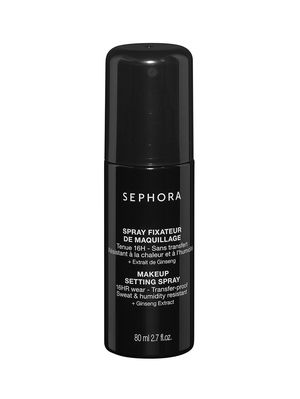 SEPHORA
SPRAY FIXATEUR
DE MAQUILLAGE
Tenue 16H - Sans transfert
Résistant à la chaleur et à l'humidité
+ Extrait de Ginseng
MAKEUP
SETTING SPRAY
16HR wear - Transfer-proof
Sweat & humidity resistant
+ Ginseng Extract
80 ml 2.7 fl.oz.